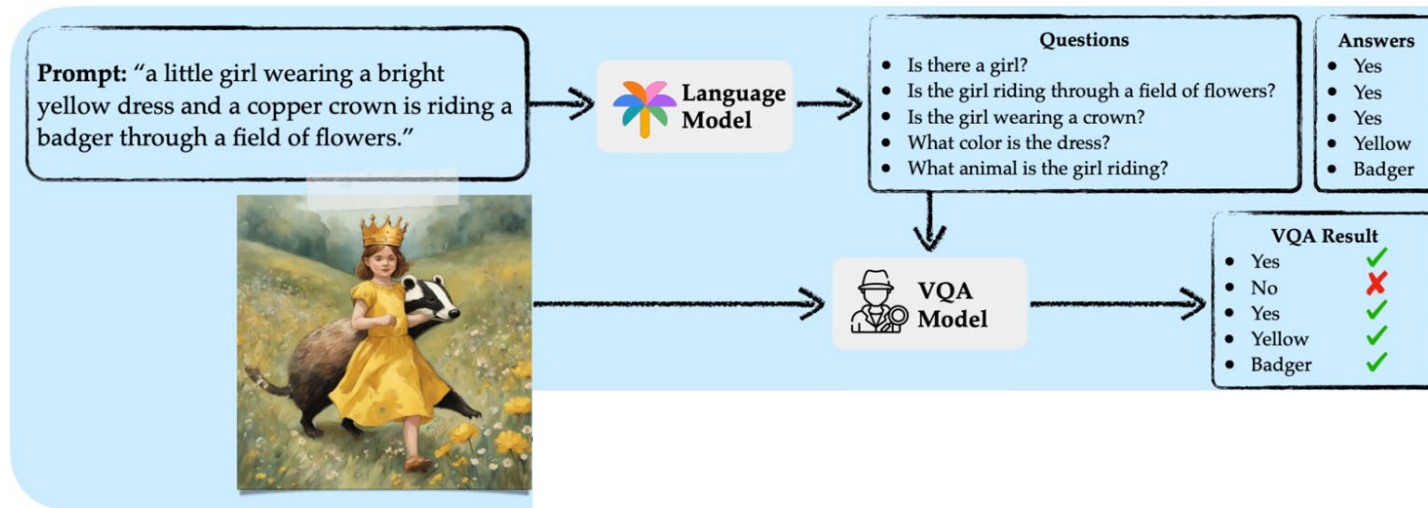 Prompt: “a little girl wearing a bright
yellow dress and a copper crown is riding a
badger through a field of flowers.”
Language
Model
Questions
• Is there a girl?
• Is the girl riding through a field of flowers?
• Is the girl wearing a crown?
• What color is the dress?
• What animal is the girl riding?
Answers
• Yes
• Yes
• Yes
• Yellow
• Badger
VQA
Model
VQA Result
• Yes ✓
• No ✗
• Yes ✓
• Yellow ✓
• Badger ✓